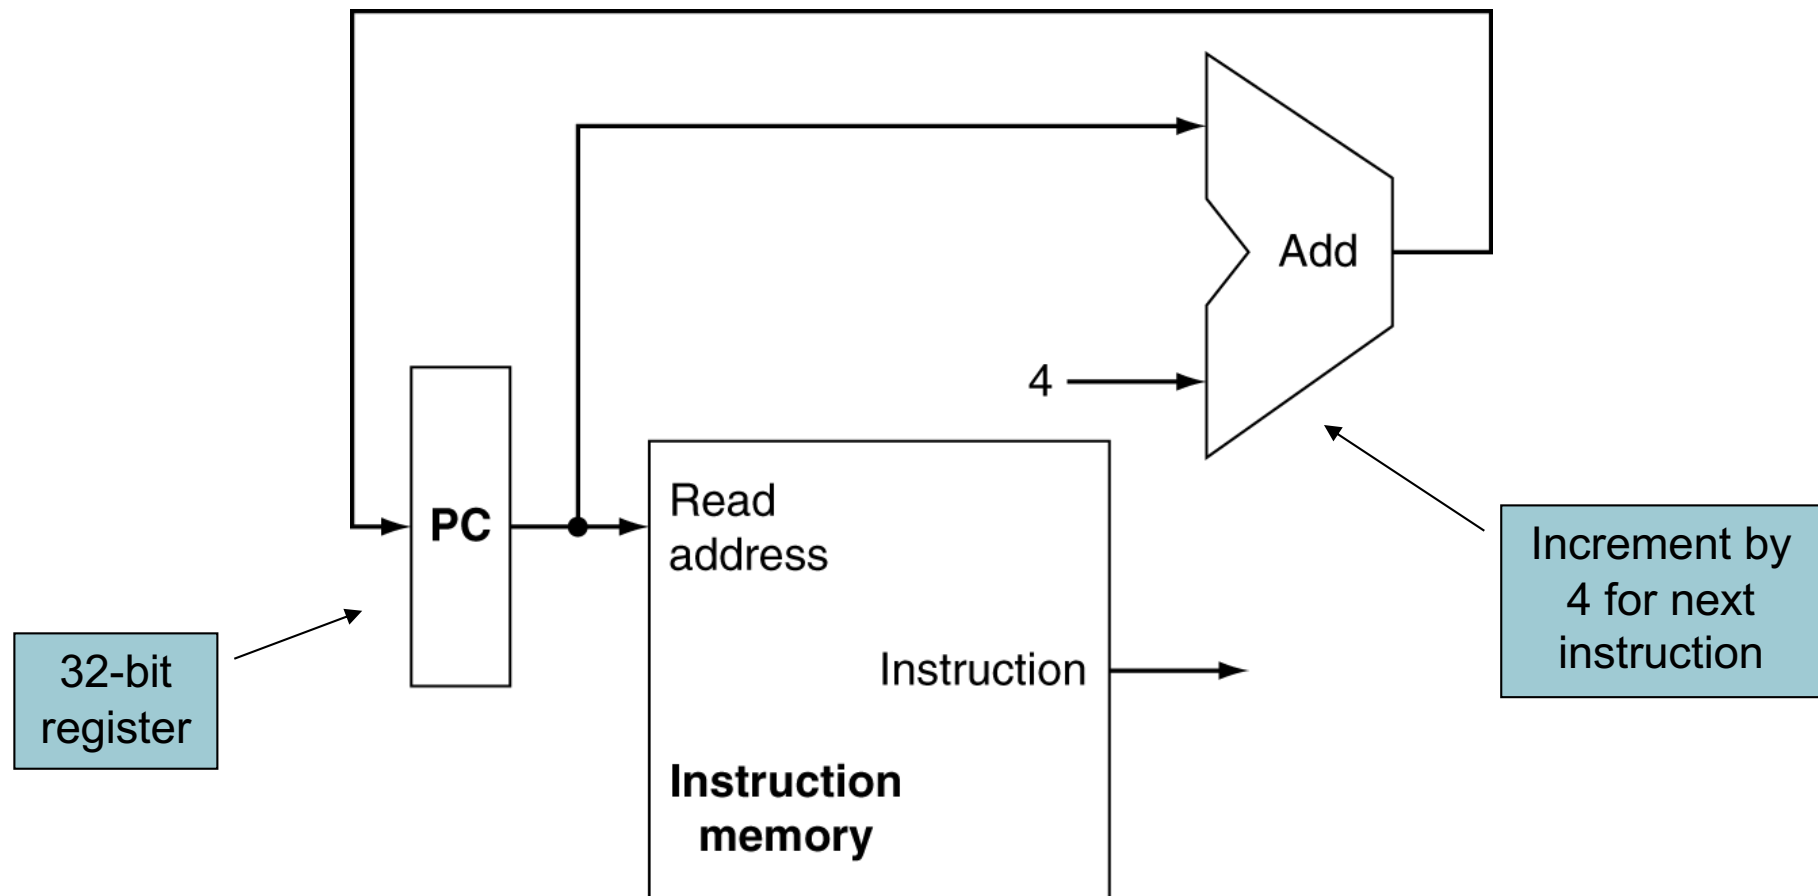 Add
4
PC
Read
address
Instruction
Instruction
memory
32-bit
register
Increment by
4 for next
instruction